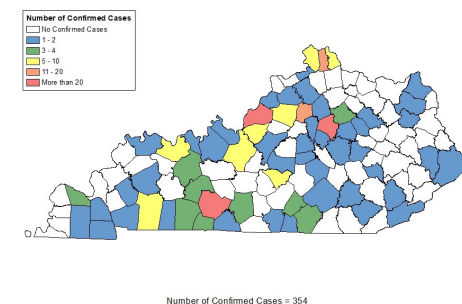 Number of Confirmed Cases
No Confirmed Cases
1 - 2
3 - 4
5 - 10
11 - 20
More than 20
Number of Confirmed Cases = 354